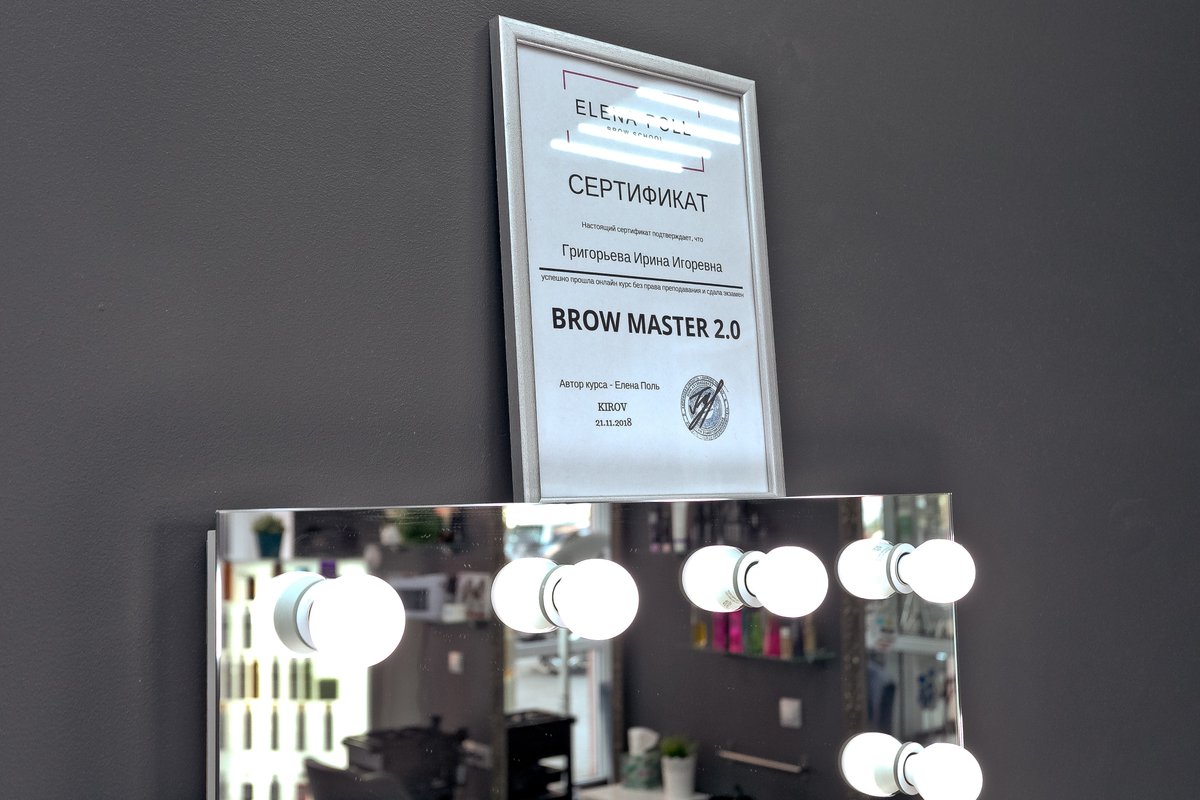 ELENA POLL
BROW SCHOOL
СЕРТИФИКАТ
Настоящий сертификат подтверждает, что
Григорьева Ирина Игоревна
успешно прошла онлайн курс без права преподавания и сдала экзамен
BROW MASTER 2.0
Автор курса - Елена Поль
KIROV
21.11.2018